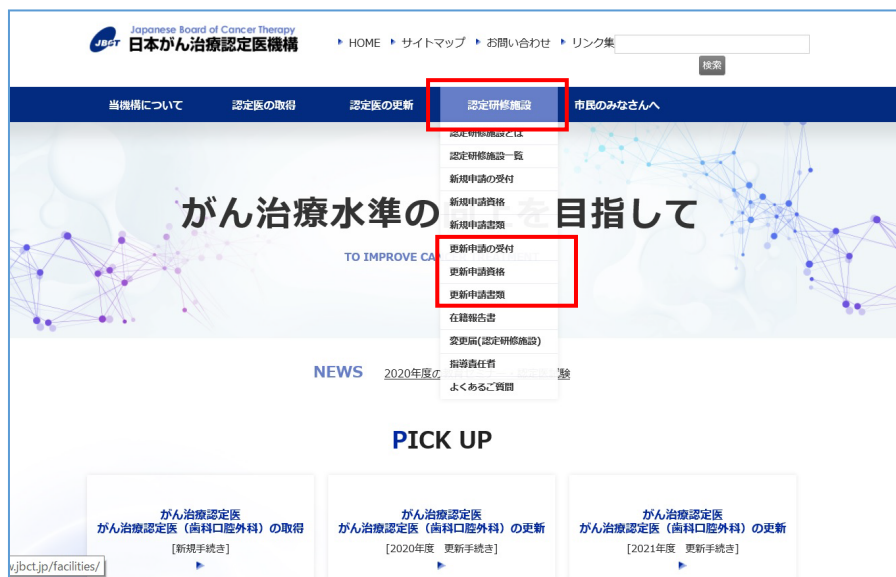 Japanese Board of Cancer Therapy
JBCT 日本がん治療認定医機構
HOME サイトマップ お問い合わせ リンク集
検索
当機構について 認定医の取得 認定医の更新 認定研修施設 市民のみなさんへ
認定研修施設とは
認定研修施設一覧
新規申請の受付
新規申請資格
新規申請書類
更新申請の受付
更新申請資格
更新申請書類
在籍報告書
変更届(認定研修施設)
指導責任者
よくあるご質問
がん治療水準の向上を目指して
TO IMPROVE CA
NEWS 2020年度の 験
PICK UP
がん治療認定医
がん治療認定医（歯科口腔外科）の取得
[新規手続き]
がん治療認定医
がん治療認定医（歯科口腔外科）の更新
[2020年度 更新手続き]
がん治療認定医
がん治療認定医（歯科口腔外科）の更新
[2021年度 更新手続き]
w.jbct.jp/facilities/